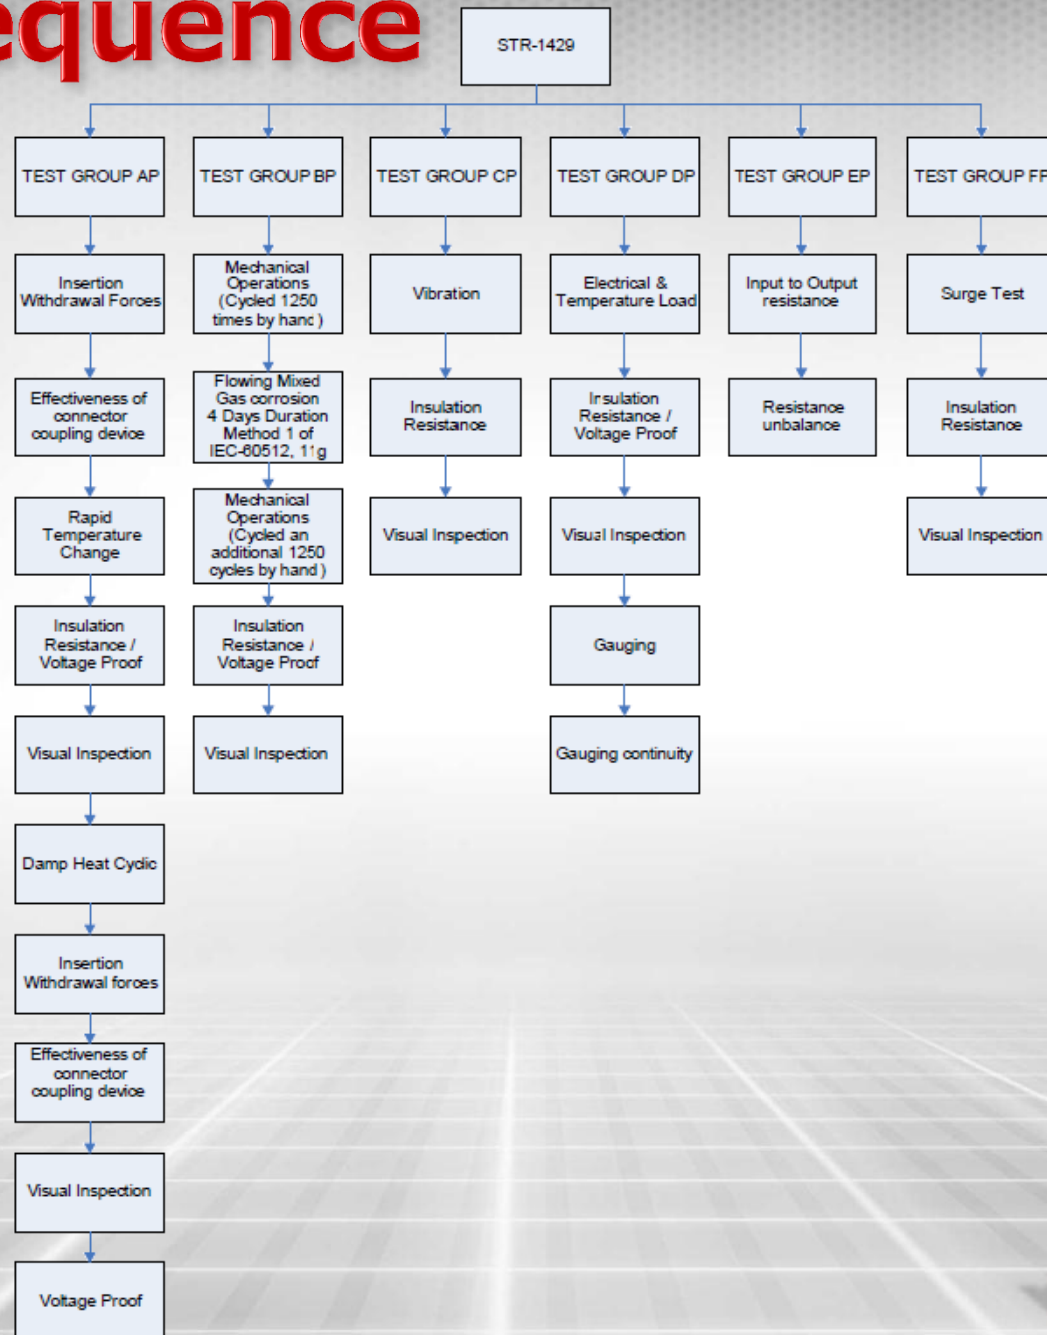 equence
STR-1429
TEST GROUP AP
TEST GROUP BP
TEST GROUP CP
TEST GROUP DP
TEST GROUP EP
TEST GROUP FP
Insertion
Withdrawal Forces
Mechanical
Operations
(Cycled 1250
times by hand)
Vibration
Electrical &
Temperature Load
Input to Output
resistance
Surge Test
Effectiveness of
connector
coupling device
Flowing Mixed
Gas corrosion
4 Days Duration
Method 1 of
IEC-60512, 11g
Insulation
Resistance
Insulation
Resistance /
Voltage Proof
Resistance
unbalance
Insulation
Resistance
Rapid
Temperature
Change
Mechanical
Operations
(Cycled an
additional 1250
cycles by hand)
Visual Inspection
Visual Inspection
Visual Inspection
Insulation
Resistance /
Voltage Proof
Insulation
Resistance /
Voltage Proof
Gauging
Visual Inspection
Visual Inspection
Gauging continuity
Damp Heat Cyclic
Insertion
Withdrawal forces
Effectiveness of
connector
coupling device
Visual Inspection
Voltage Proof